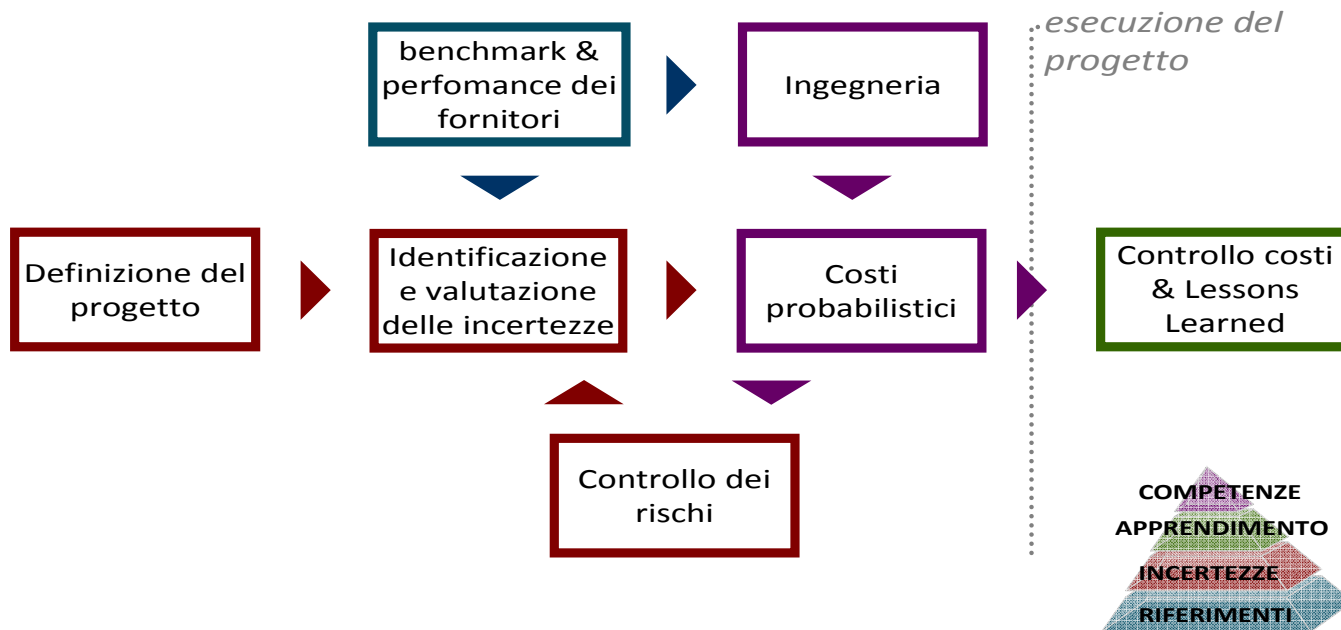 benchmark &
perfomance dei
fornitori
Ingegneria
esecuzione del
progetto
Definizione del
progetto
Identificazione
e valutazione
delle incertezze
Costi
probabilistici
Controllo costi
& Lessons
Learned
Controllo dei
rischi
COMPETENZE
APPRENDIMENTO
INCERTEZZE
RIFERIMENTI